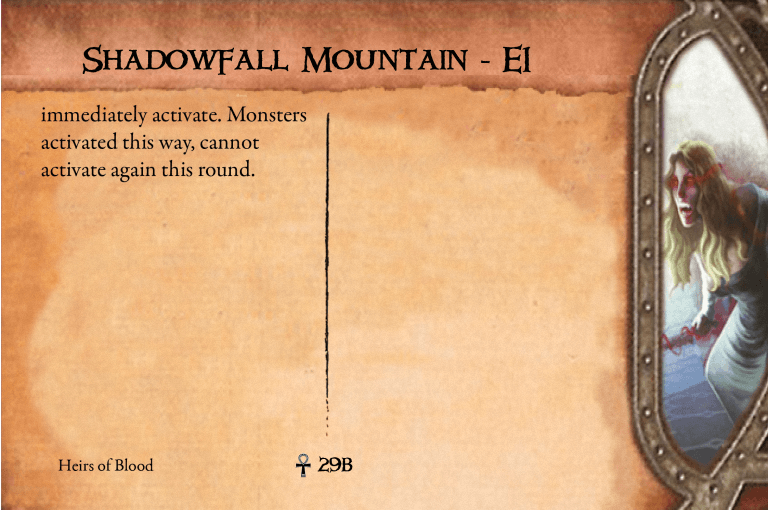 Shadowfall Mountain - E1
immediately activate. Monsters
activated this way, cannot
activate again this round.
Heirs of Blood
29B